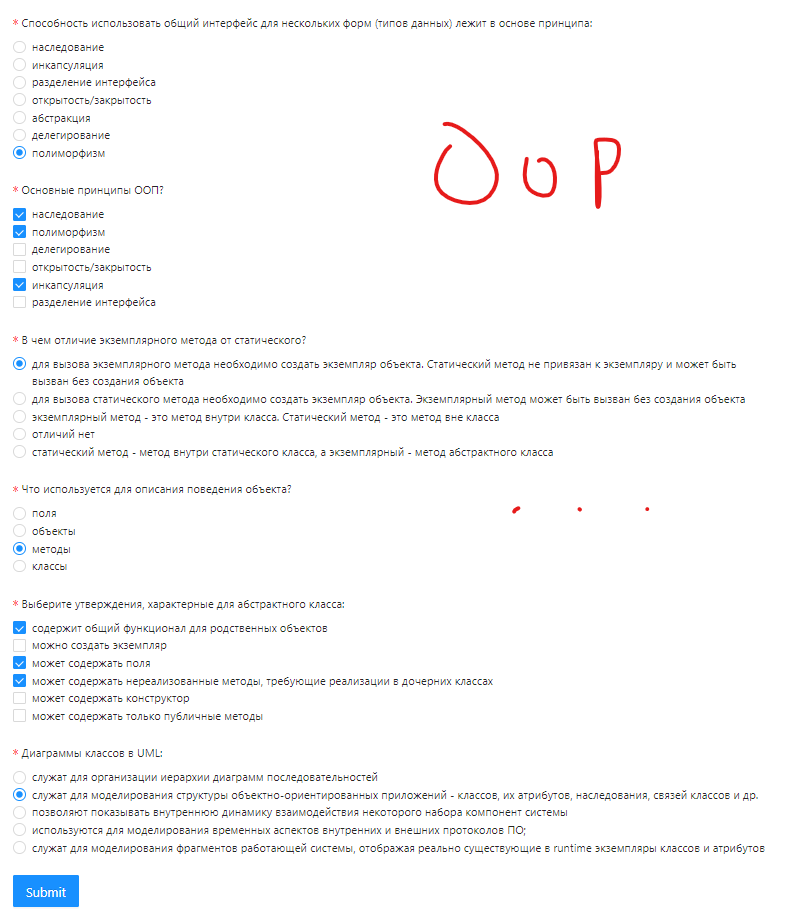 * Способность использовать общий интерфейс для нескольких форм (типов данных) лежит в основе принципа:
наследование
инкапсуляция
разделение интерфейса
открытость/закрытость
абстракция
делегирование
полиморфизм
OOP
* Основные принципы ООП?
наследование
полиморфизм
делегирование
открытость/закрытость
инкапсуляция
разделение интерфейса
* В чем отличие экземплярного метода от статического?
для вызова экземплярного метода необходимо создать экземпляр объекта. Статический метод не привязан к экземпляру и может быть
вызван без создания объекта
для вызова статического метода необходимо создать экземпляр объекта. Экземплярный метод может быть вызван без создания объекта
экземплярный метод - это метод внутри класса. Статический метод - это метод вне класса
отличий нет
статический метод - метод внутри статического класса, а экземплярный - метод абстрактного класса
* Что используется для описания поведения объекта?
поля
объекты
методы
классы
* Выберите утверждения, характерные для абстрактного класса:
содержит общий функционал для родственных объектов
можно создать экземпляр
может содержать поля
может содержать нереализованные методы, требующие реализации в дочерних классах
может содержать конструктор
может содержать только публичные методы
* Диаграммы классов в UML:
служат для организации иерархии диаграмм последовательностей
служат для моделирования структуры объектно-ориентированных приложений - классов, их атрибутов, наследования, связей классов и др.
позволяют показывать внутреннюю динамику взаимодействия некоторого набора компонент системы
используются для моделирования временных аспектов внутренних и внешних протоколов ПО;
служат для моделирования фрагментов работающей системы, отображая реально существующие в runtime экземпляры классов и атрибутов
Submit